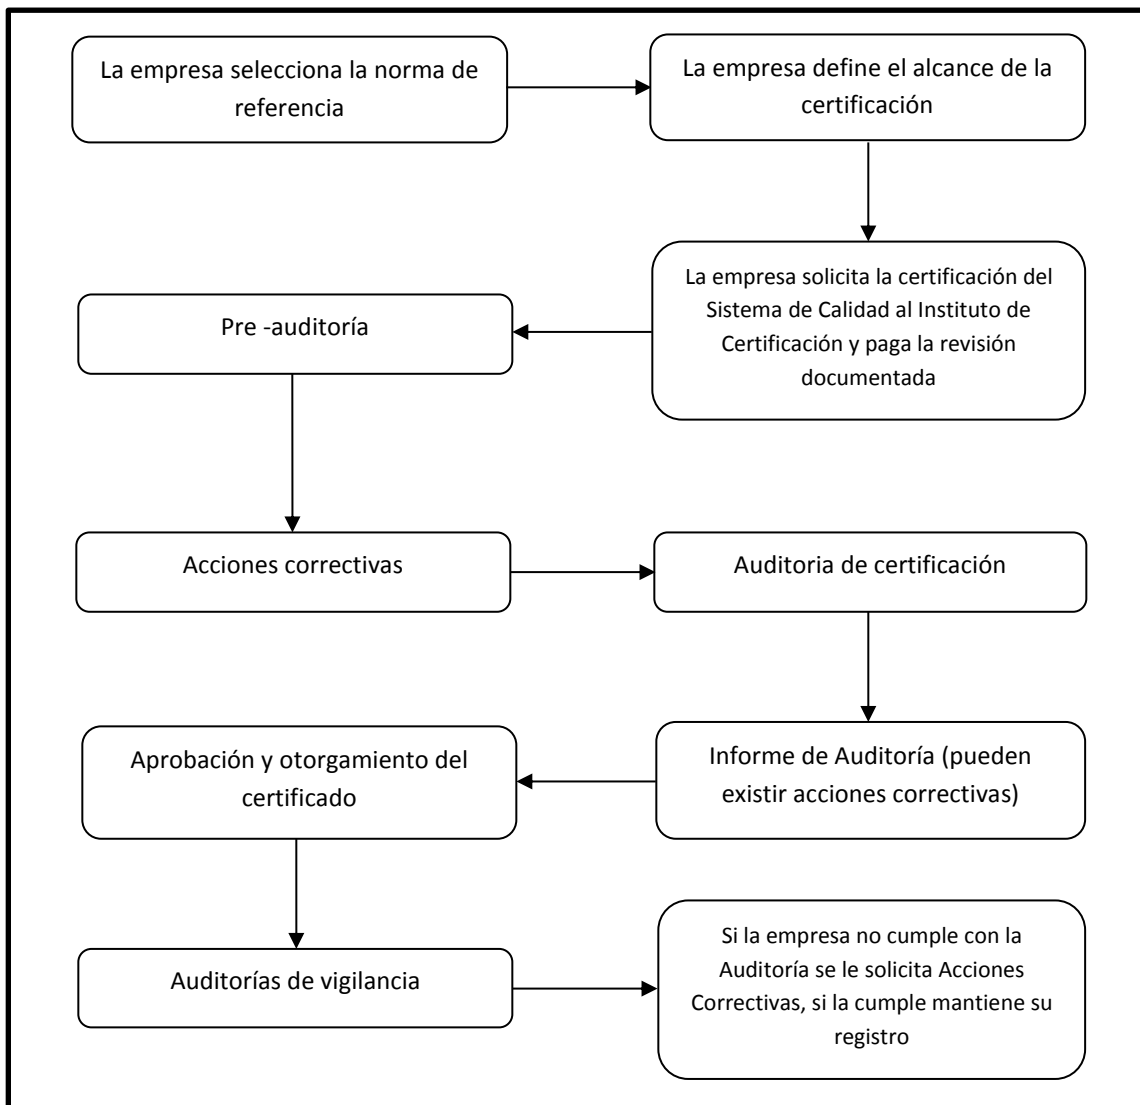 La empresa selecciona la norma de
referencia
La empresa define el alcance de la
certificación
La empresa solicita la certificación del
Sistema de Calidad al Instituto de
Certificación y paga la revisión
documentada
Pre -auditoría
Acciones correctivas
Auditoria de certificación
Informe de Auditoría (pueden
existir acciones correctivas)
Aprobación y otorgamiento del
certificado
Auditorías de vigilancia
Si la empresa no cumple con la
Auditoría se le solicita Acciones
Correctivas, si la cumple mantiene su
registro